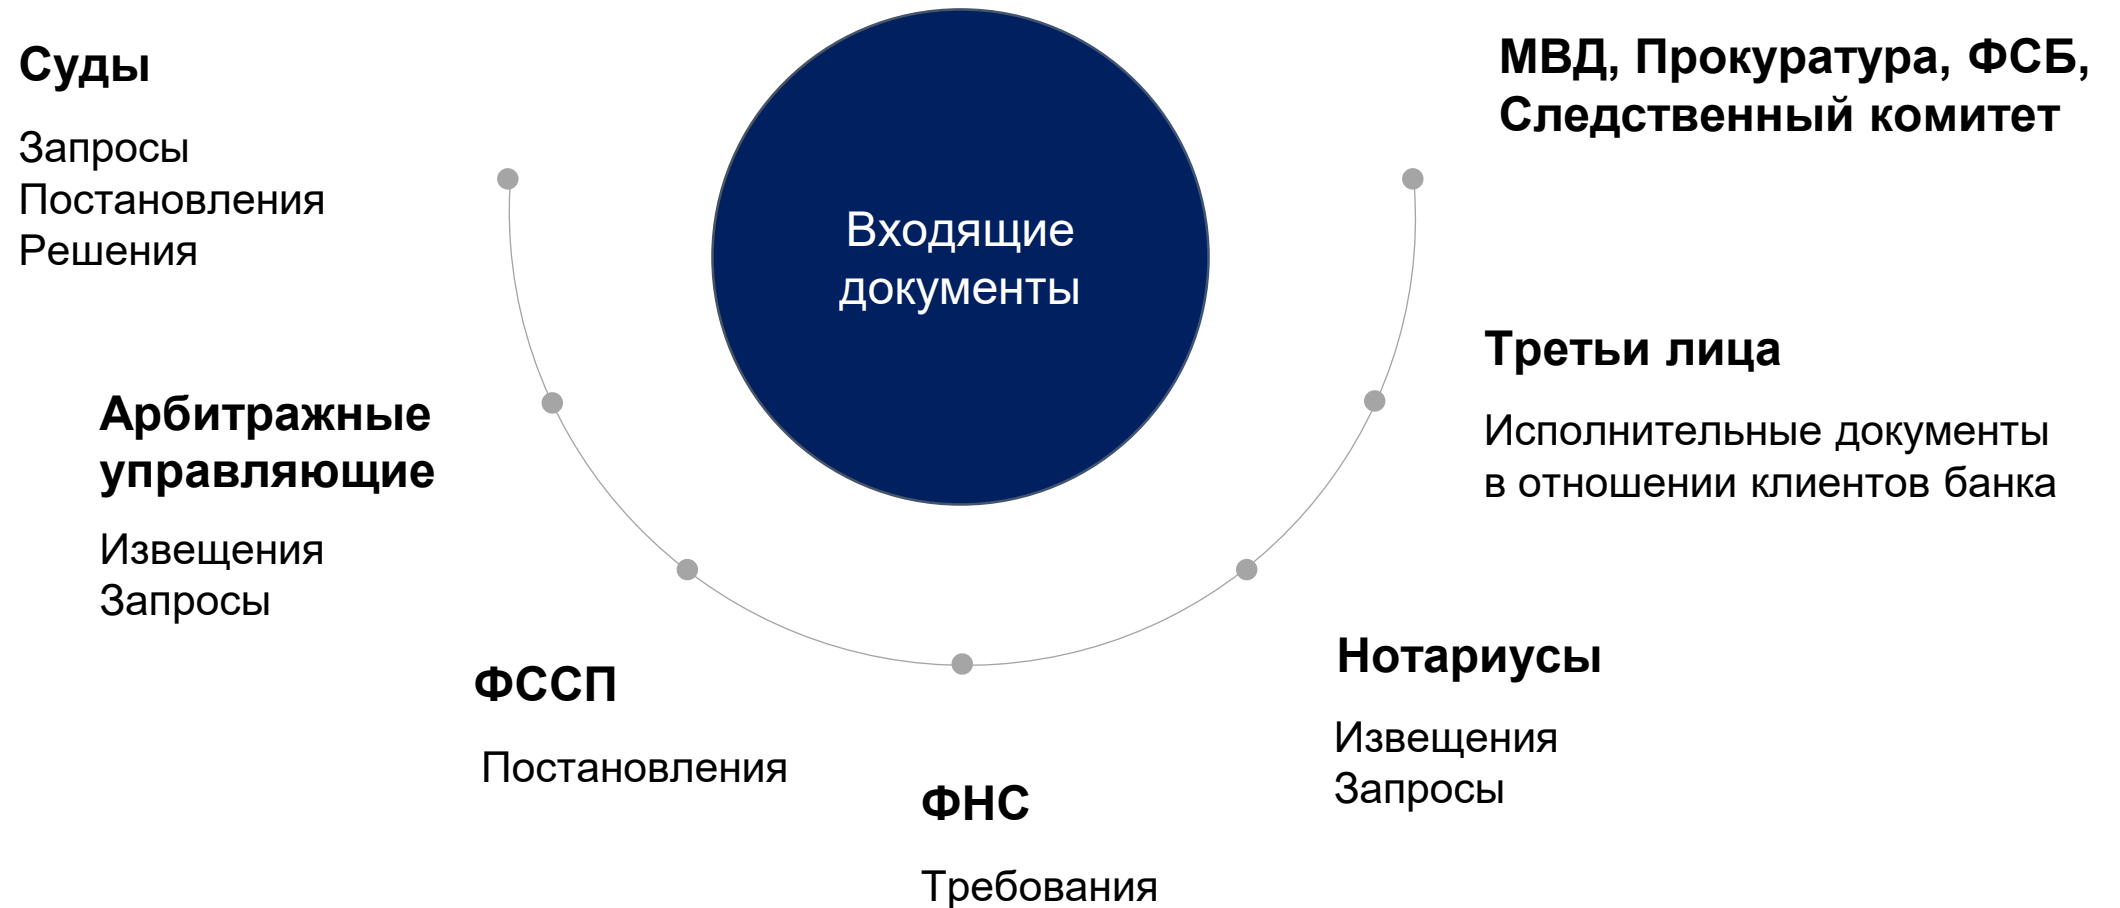 Суды
Запросы
Постановления
Решения
Арбитражные
управляющие
Извещения
Запросы
ФССП
Постановления
Входящие
документы
ФНС
Требования
МВД, Прокуратура, ФСБ,
Следственный комитет
Третьи лица
Исполнительные документы
в отношении клиентов банка
Нотариусы
Извещения
Запросы